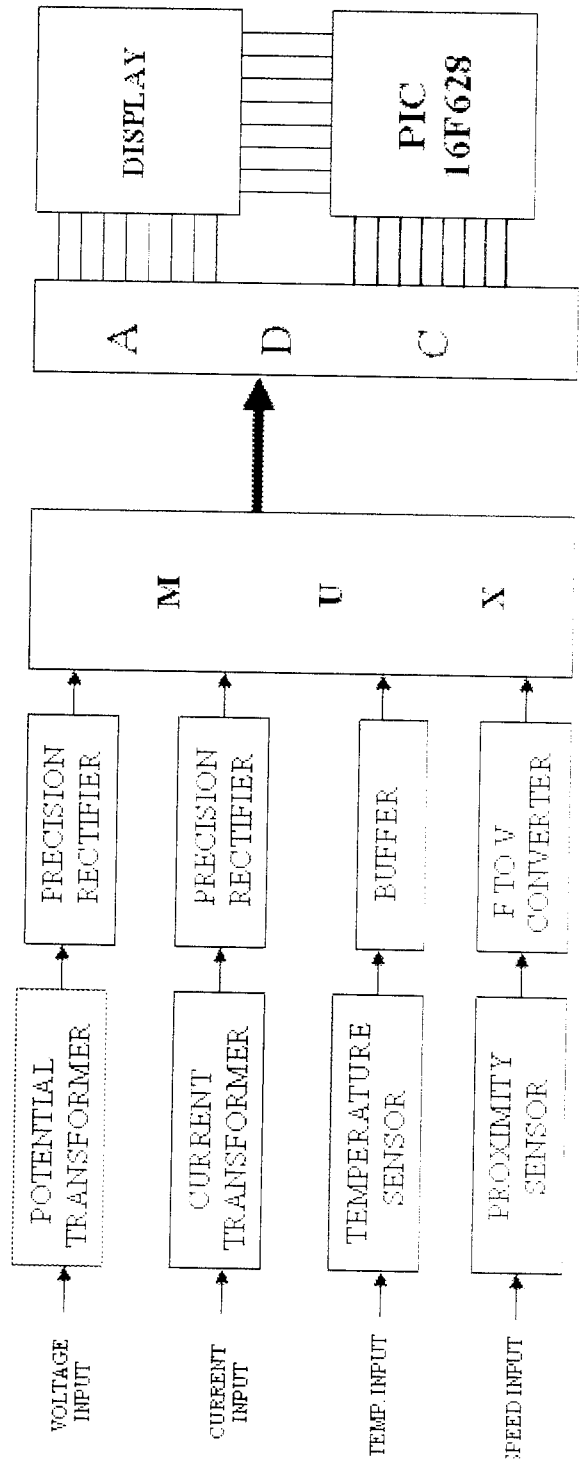 VOLTAGE
INPUT
POTENTIAL
TRANSFORMER
PRECISION
RECTIFIER
CURRENT
INPUT
CURRENT
TRANSFORMER
PRECISION
RECTIFIER
TEMP. INPUT
TEMPERATURE
SENSOR
BUFFER
SPEED INPUT
PROXIMITY
SENSOR
F TO V
CONVERTER
M
U
X
A
D
C
DISPLAY
PIC
16F628